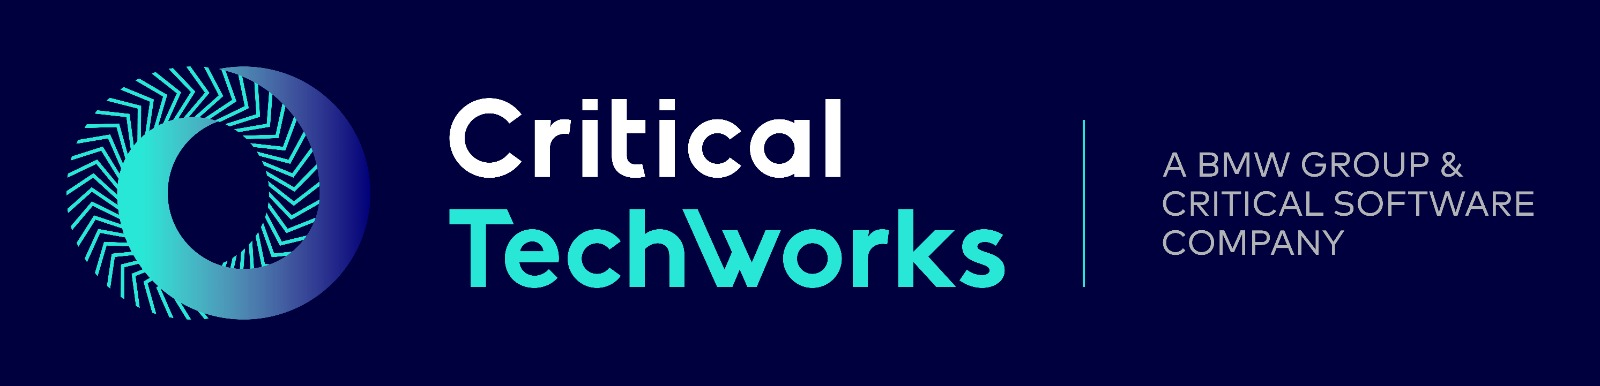 Critical
TechWorks
A BMW GROUP &
CRITICAL SOFTWARE
COMPANY